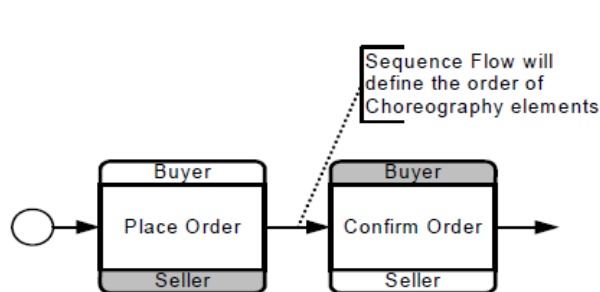 Sequence Flow will
define the order of
Choreography elements
Buyer
Buyer
Place Order
Confirm Order
Seller
Seller